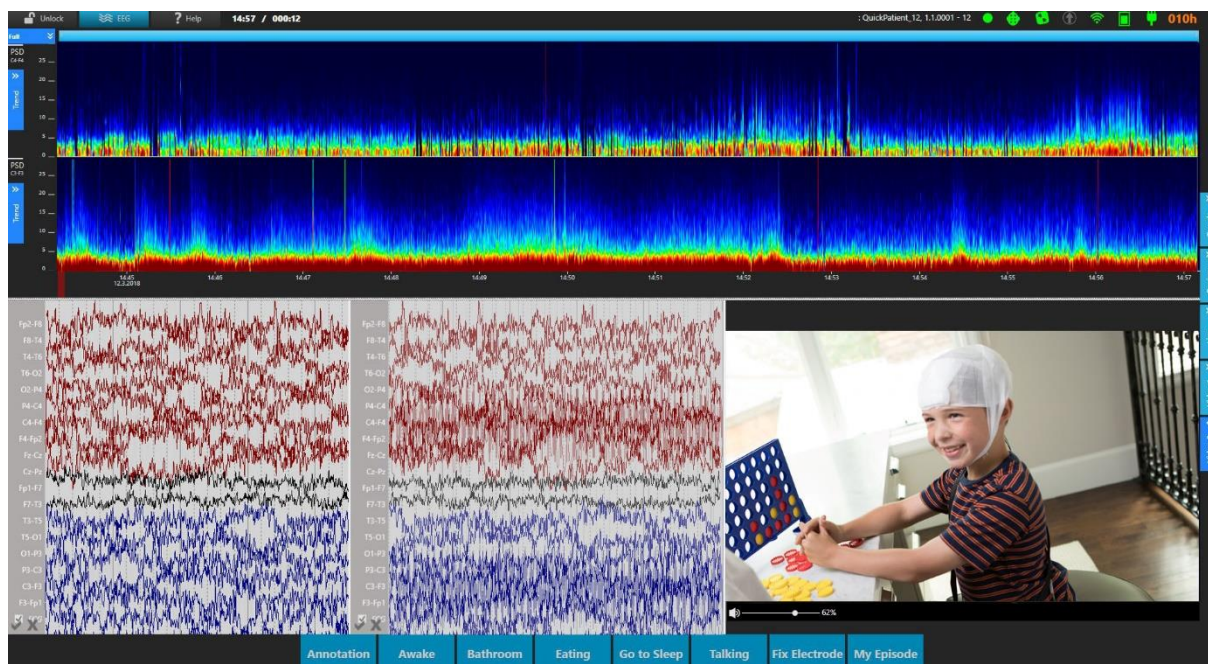 Unlock EEG ? Help 14:57 / 000:12 : QuickPatient_12, 1.1.0001 - 12 010h
Full
PSD
C4-F4
Trend
25
20
15
10
5
0
PSD
C3-F3
Trend
25
20
15
10
5
0
14:45 14:46 14:47 14:48 14:49 14:50 14:51 14:52 14:53 14:54 14:55 14:56 14:57
12.3.2018
Fp2-F8
F8-T4
T4-T6
T6-O2
O2-P4
P4-C4
C4-F4
F4-Fp2
Fz-Cz
Cz-Pz
Fp1-F7
F7-T3
T3-T5
T5-O1
O1-P3
P3-C3
C3-F3
F3-Fp1
Fp2-F8
F8-T4
T4-T6
T6-O2
O2-P4
P4-C4
C4-F4
F4-Fp2
Fz-Cz
Cz-Pz
Fp1-F7
F7-T3
T3-T5
T5-O1
O1-P3
P3-C3
C3-F3
F3-Fp1
62%
Annotation Awake Bathroom Eating Go to Sleep Talking Fix Electrode My Episode